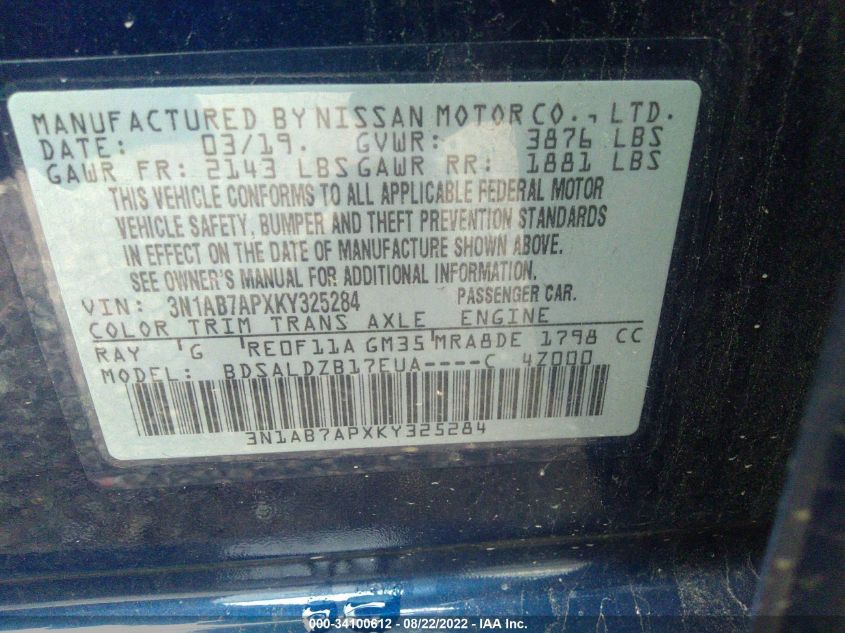 MANUFACTURED BY NISSAN MOTOR CO., LTD.
DATE: 03/19. GVWR: 3876 LBS
GAWR FR: 2143 LBS GAWR RR: 1881 LBS
THIS VEHICLE CONFORMS TO ALL APPLICABLE FEDERAL MOTOR
VEHICLE SAFETY, BUMPER AND THEFT PREVENTION STANDARDS
IN EFFECT ON THE DATE OF MANUFACTURE SHOWN ABOVE.
SEE OWNER'S MANUAL FOR ADDITIONAL INFORMATION.
VIN: 3N1AB7APXKY325284 PASSENGER CAR.
COLOR TRIM TRANS AXLE ENGINE
RAY 'G RE0F11A GM35 MRA8DE 1798 CC
MODEL: BDSALDZB17EUA----C 4Z000
3N1AB7APXKY325284
000-34100612 - 08/22/2022 - IAA Inc.